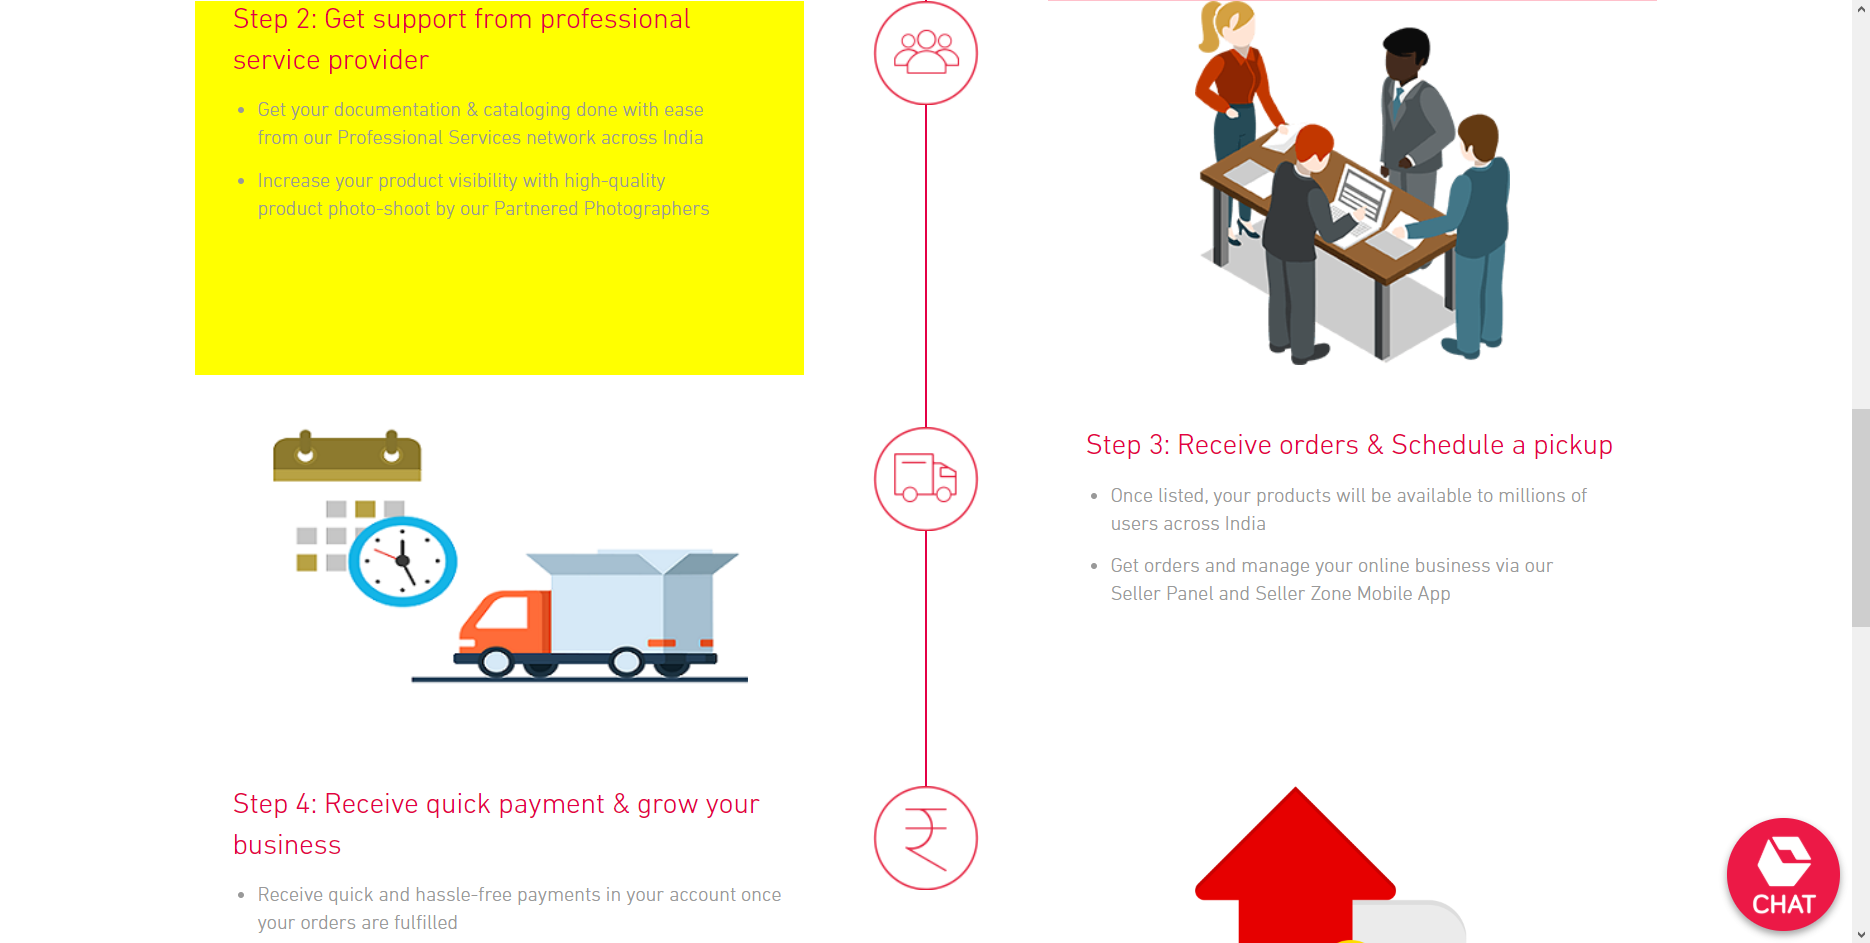 Step 2: Get support from professional
service provider
• Get your documentation & cataloging done with ease
from our Professional Services network across India
• Increase your product visibility with high-quality
product photo-shoot by our Partnered Photographers
Step 3: Receive orders & Schedule a pickup
• Once listed, your products will be available to millions of
users across India
• Get orders and manage your online business via our
Seller Panel and Seller Zone Mobile App
Step 4: Receive quick payment & grow your
business
• Receive quick and hassle-free payments in your account once
your orders are fulfilled
₹
CHAT